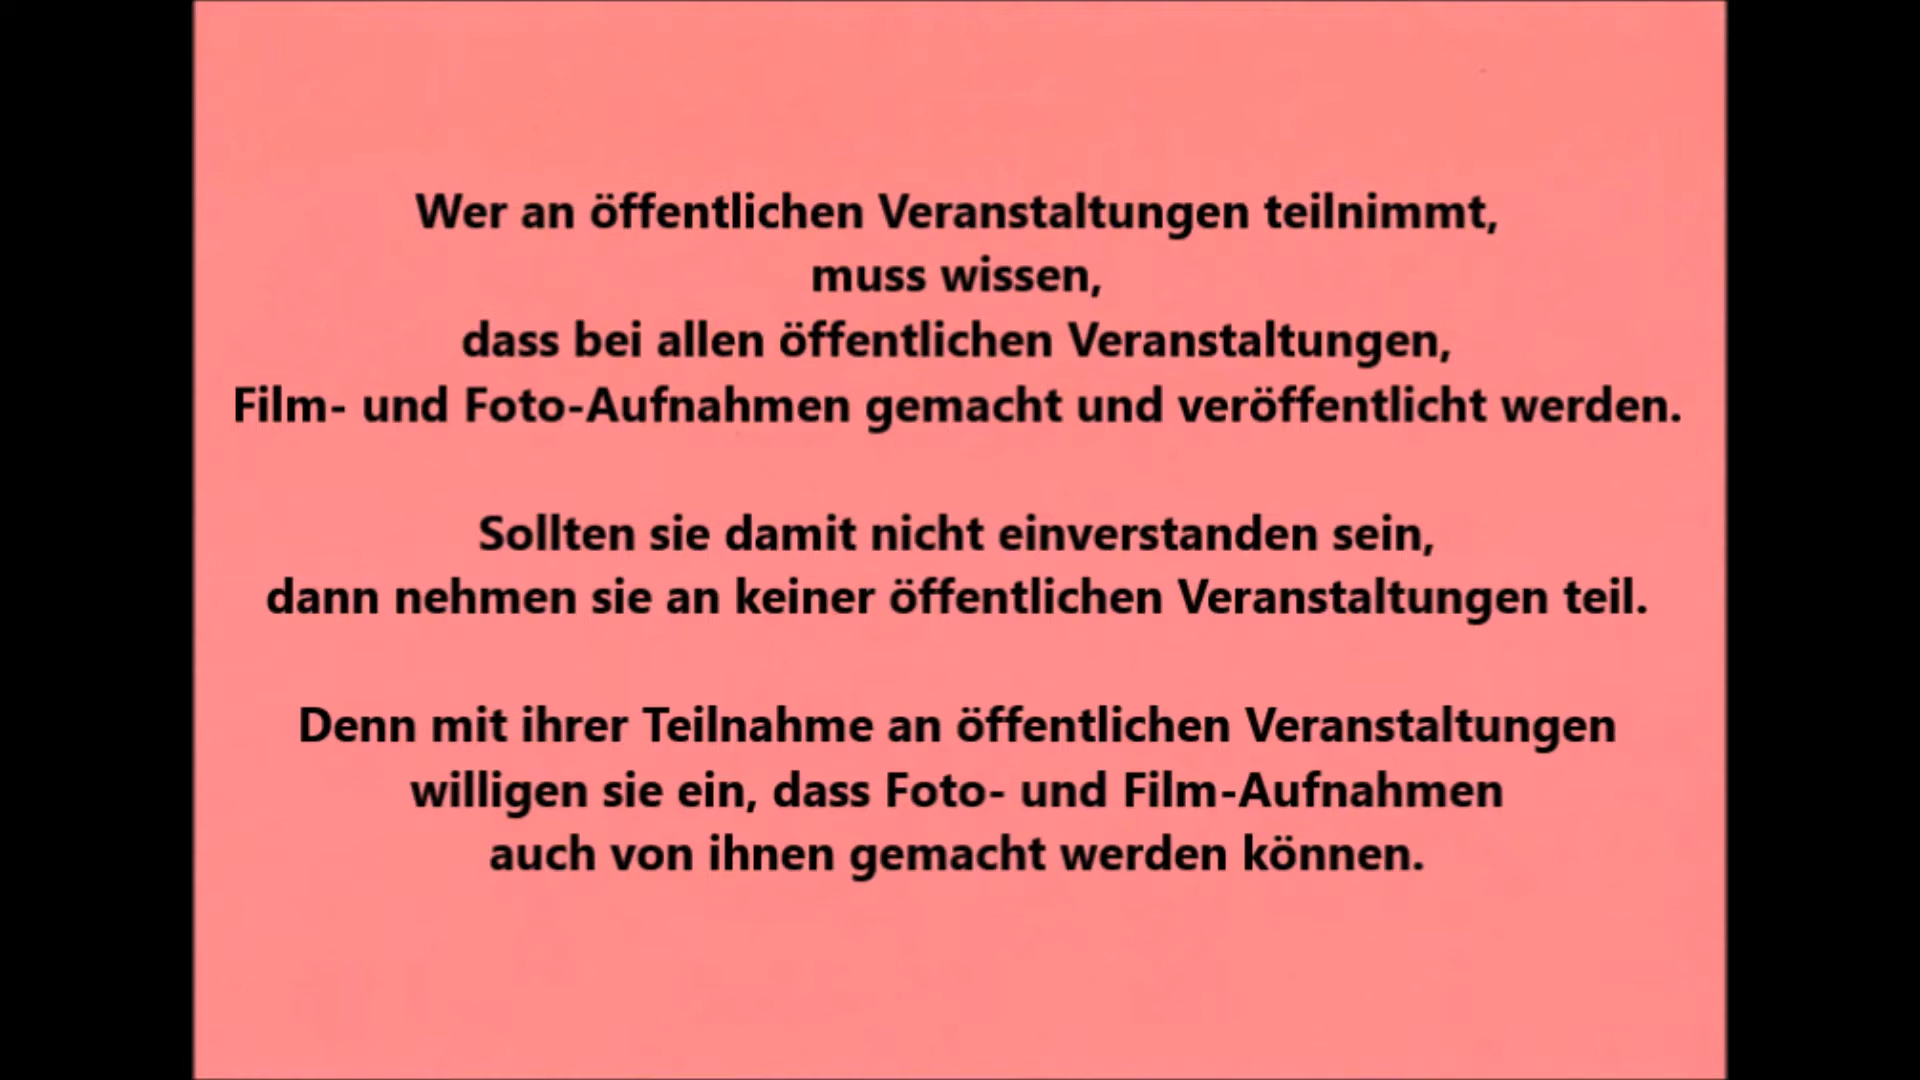 Wer an öffentlichen Veranstaltungen teilnimmt,
muss wissen,
dass bei allen öffentlichen Veranstaltungen,
Film- und Foto-Aufnahmen gemacht und veröffentlicht werden.
Sollten sie damit nicht einverstanden sein,
dann nehmen sie an keiner öffentlichen Veranstaltungen teil.
Denn mit ihrer Teilnahme an öffentlichen Veranstaltungen
willigen sie ein, dass Foto- und Film-Aufnahmen
auch von ihnen gemacht werden können.